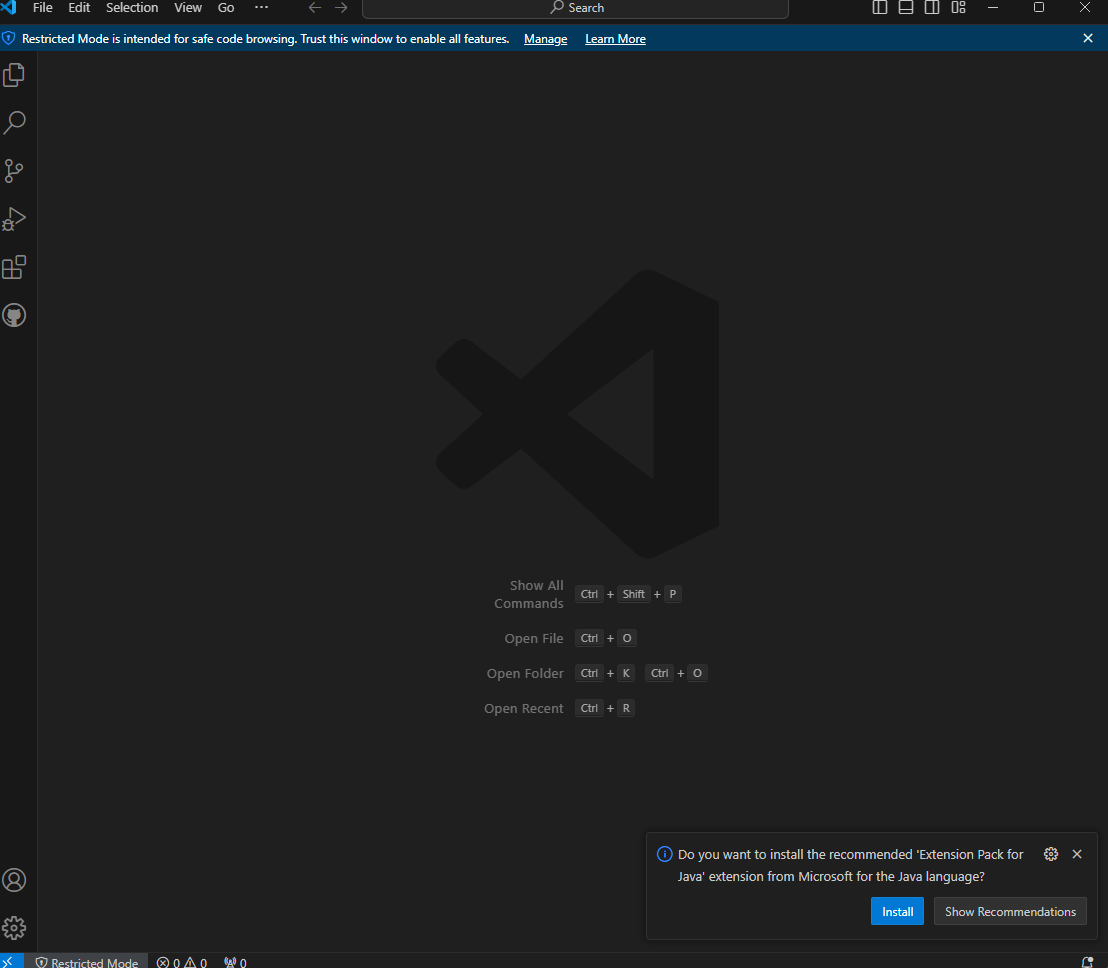 File Edit Selection View Go ··· Search
Restricted Mode is intended for safe code browsing. Trust this window to enable all features. Manage Learn More
Show All
Commands Ctrl + Shift + P
Open File Ctrl + O
Open Folder Ctrl + K Ctrl + O
Open Recent Ctrl + R
Do you want to install the recommended 'Extension Pack for
Java' extension from Microsoft for the Java language?
Install Show Recommendations
Restricted Mode 0 0 0